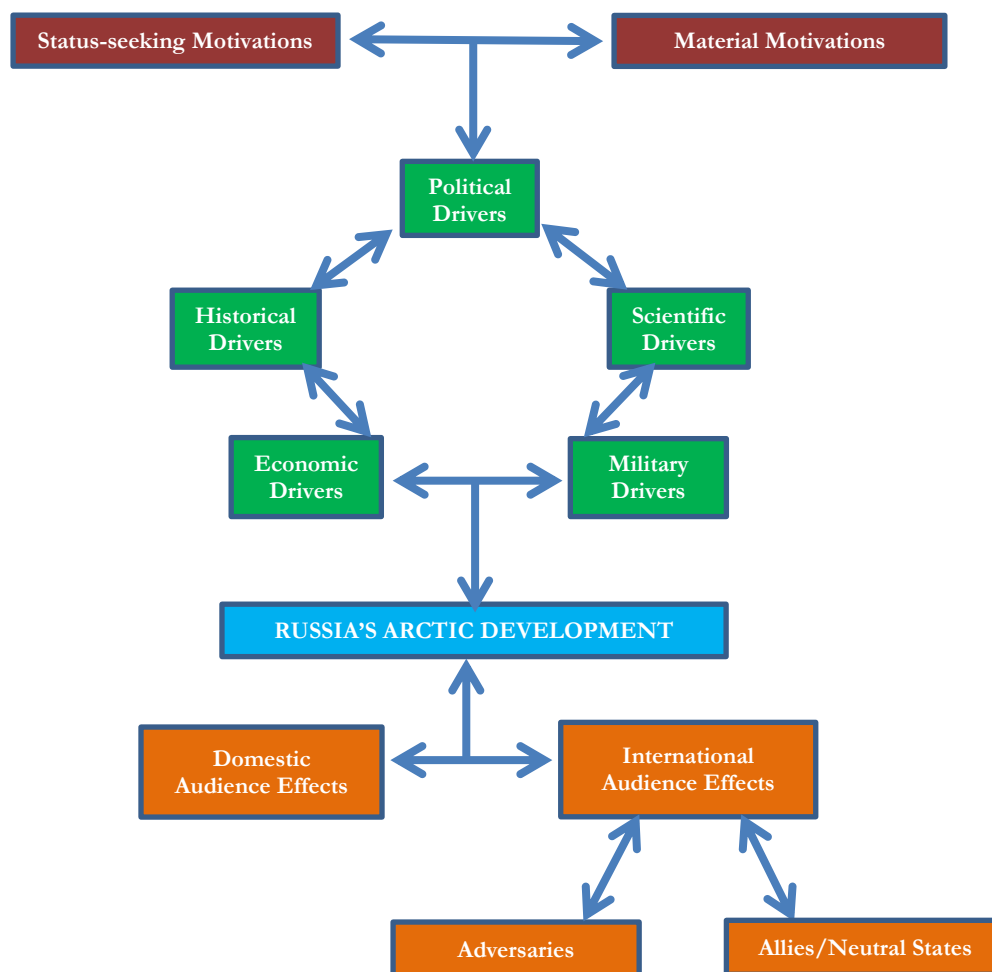 Status-seeking Motivations
Material Motivations
Political
Drivers
Historical
Drivers
Scientific
Drivers
Economic
Drivers
Military
Drivers
RUSSIA’S ARCTIC DEVELOPMENT
Domestic
Audience Effects
International
Audience Effects
Adversaries
Allies/Neutral States